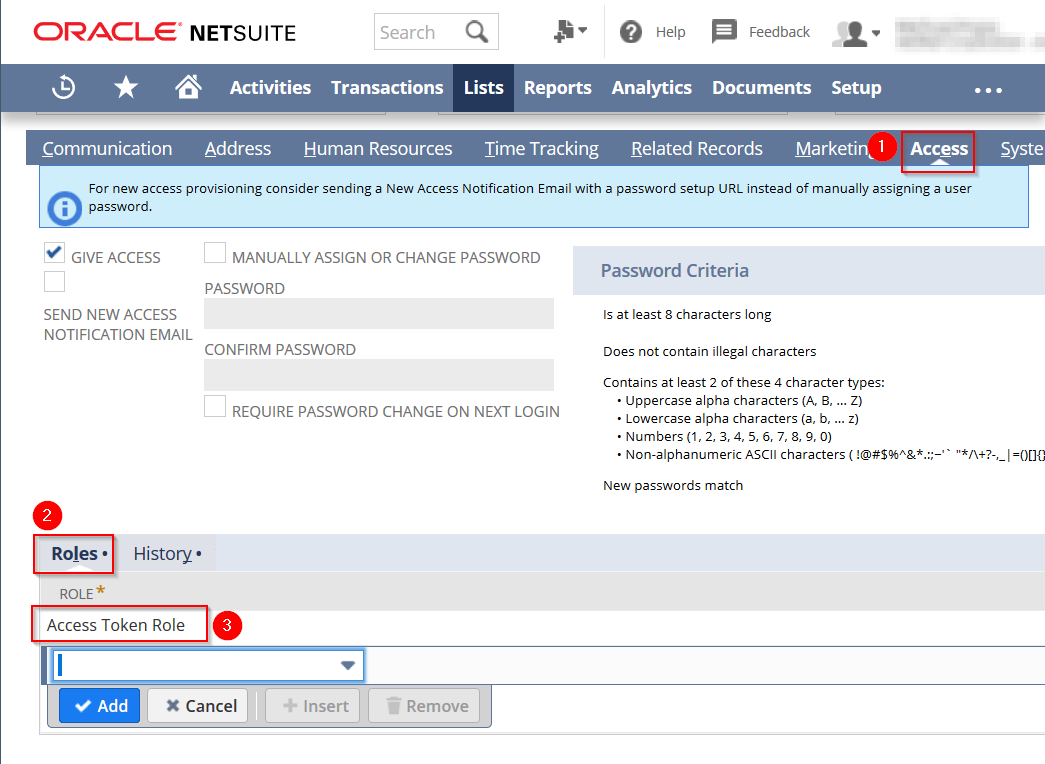 ORACLE NETSUITE
Search
Help
Feedback
Activities Transactions Lists Reports Analytics Documents Setup
Communication Address Human Resources Time Tracking Related Records Marketing 1 Access Syste
For new access provisioning consider sending a New Access Notification Email with a password setup URL instead of manually assigning a user
password.
GIVE ACCESS
SEND NEW ACCESS
NOTIFICATION EMAIL
MANUALLY ASSIGN OR CHANGE PASSWORD
PASSWORD
CONFIRM PASSWORD
REQUIRE PASSWORD CHANGE ON NEXT LOGIN
Password Criteria
Is at least 8 characters long
Does not contain illegal characters
Contains at least 2 of these 4 character types:
• Uppercase alpha characters (A, B, ... Z)
• Lowercase alpha characters (a, b, ... z)
• Numbers (1, 2, 3, 4, 5, 6, 7, 8, 9, 0)
• Non-alphanumeric ASCII characters ( !@#$%^&*.:;~'` "*/\+?-,_|=()[]{}
New passwords match
2
Roles • History •
ROLE*
Access Token Role 3
Add Cancel Insert Remove